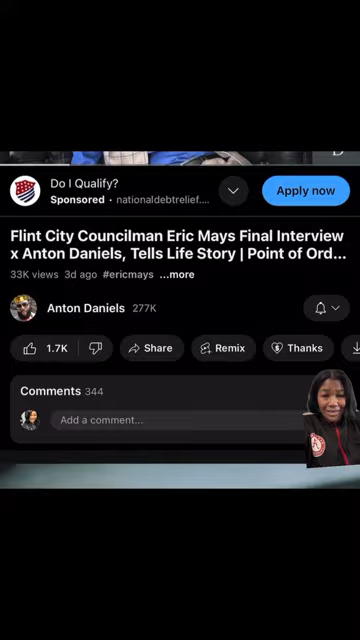 Do I Qualify?
Sponsored • nationaldebtrelief....
Apply now
Flint City Councilman Eric Mays Final Interview
x Anton Daniels, Tells Life Story | Point of Ord...
33K views 3d ago #ericmays ...more
Anton Daniels 277K
1.7K Share Remix Thanks
Comments 344
Add a comment...